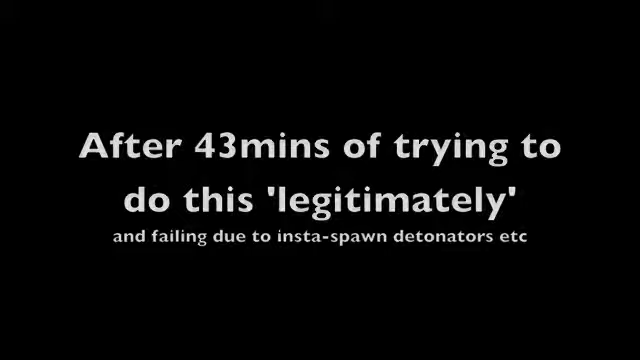 After 43mins of trying to
do this 'legitimately'
and failing due to insta-spawn detonators etc